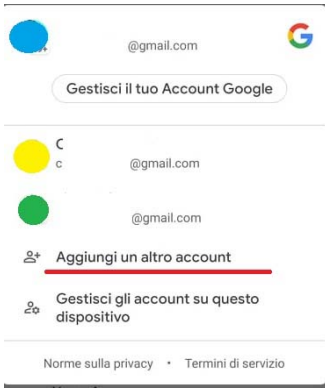 @gmail.com
Gestisci il tuo Account Google
C
c @gmail.com
@gmail.com
Aggiungi un altro account
Gestisci gli account su questo
dispositivo
Norme sulla privacy • Termini di servizio